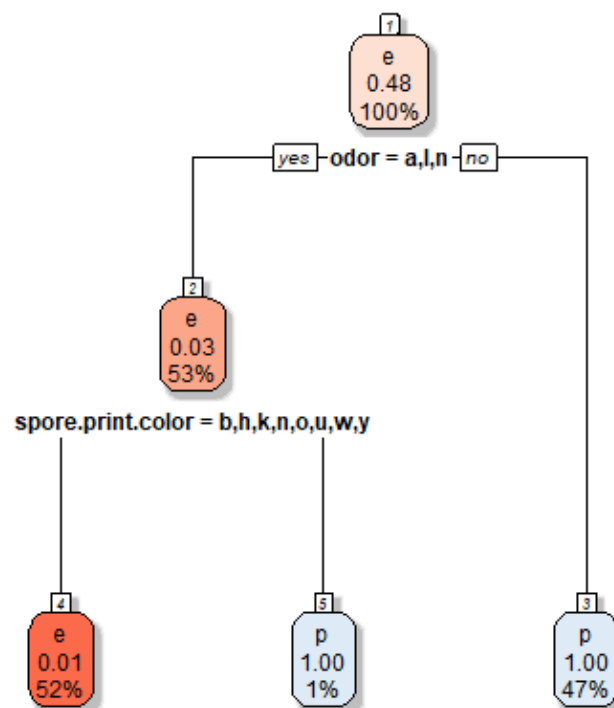 1
e
0.48
100%
yes odor = a,l,n no
2
e
0.03
53%
spore.print.color = b,h,k,n,o,u,w,y
4
e
0.01
52%
5
p
1.00
1%
3
p
1.00
47%